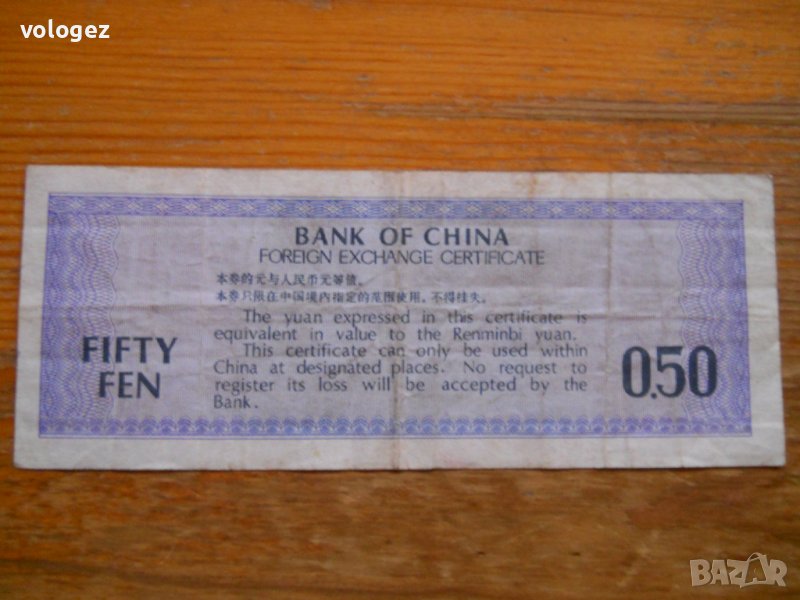 vologez
BANK OF CHINA
FOREIGN EXCHANGE CERTIFICATE
本券的元与人民币元等值。
本券只限在中国境内指定的范围使用，不得挂失。
The yuan expressed in this certificate is
equivalent in value to the Renminbi yuan.
This certificate can only be used within
China at designated places. No request to
register its loss will be accepted by the
Bank.
FIFTY
FEN
0.50
BAZAR